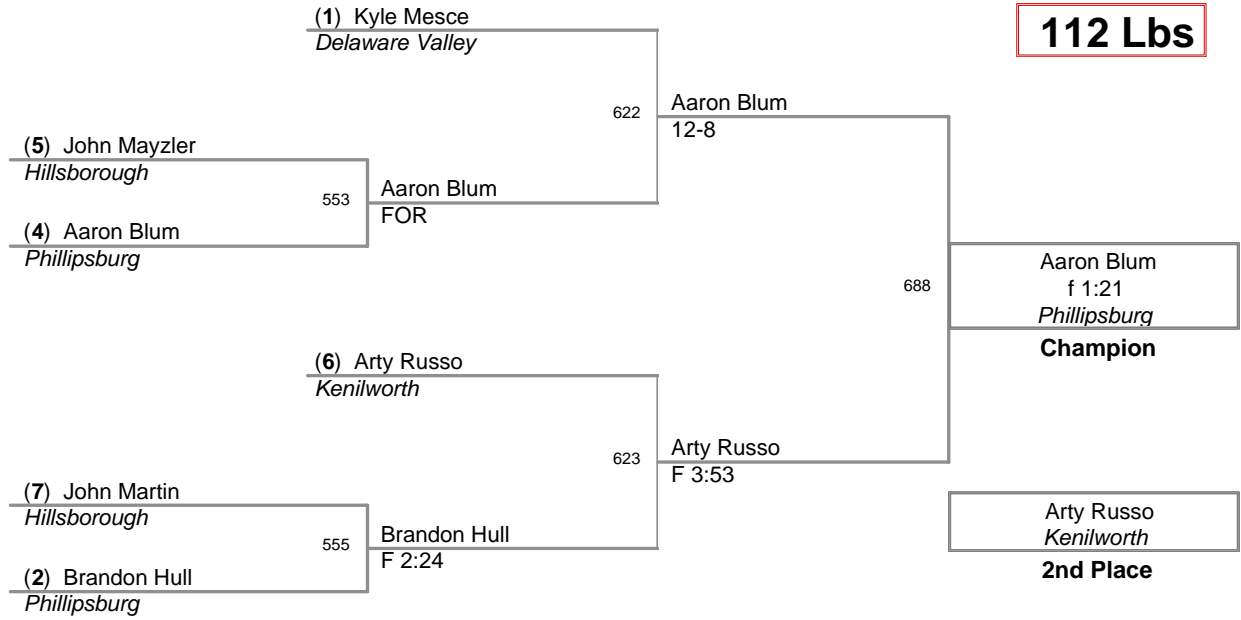 (1) Kyle Mesce
Delaware Valley
112 Lbs
622
Aaron Blum
12-8
(5) John Mayzler
Hillsborough
553
Aaron Blum
FOR
(4) Aaron Blum
Phillipsburg
688
Aaron Blum
f 1:21
Phillipsburg
Champion
(6) Arty Russo
Kenilworth
623
Arty Russo
F 3:53
(7) John Martin
Hillsborough
555
Brandon Hull
F 2:24
(2) Brandon Hull
Phillipsburg
Arty Russo
Kenilworth
2nd Place